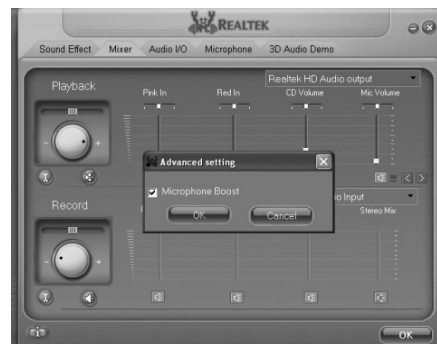 REALTEK
Sound Effect Mixer Audio I/O Microphone 3D Audio Demo
Realtek HD Audio output
Playback
Pink In Red In CD Volume Mic Volume
Advanced setting
Microphone Boost
OK Cancel
Record
o Input
Stereo Mix
OK